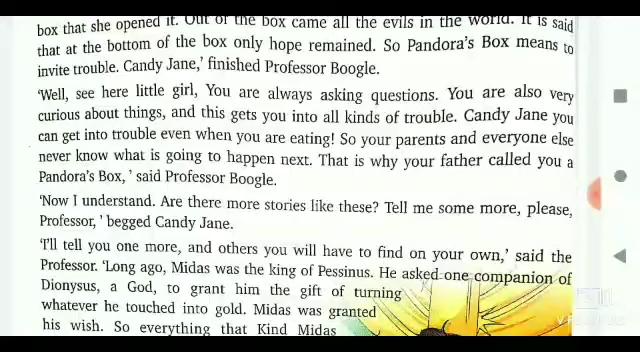 box that she opened it. Out of the box came all the evils in the world. It is said
that at the bottom of the box only hope remained. So Pandora's Box means to
invite trouble. Candy Jane,' finished Professor Boogle.
'Well, see here little girl, You are always asking questions. You are also very
curious about things, and this gets you into all kinds of trouble. Candy Jane you
can get into trouble even when you are eating! So your parents and everyone else
never know what is going to happen next. That is why your father called you a
Pandora's Box, ' said Professor Boogle.
'Now I understand. Are there more stories like these? Tell me some more, please,
Professor, ' begged Candy Jane.
'I'll tell you one more, and others you will have to find on your own,' said the
Professor. 'Long ago, Midas was the king of Pessinus. He asked one companion of
Dionysus, a God, to grant him the gift of turning
whatever he touched into gold. Midas was granted
his wish. So everything that Kind Midas